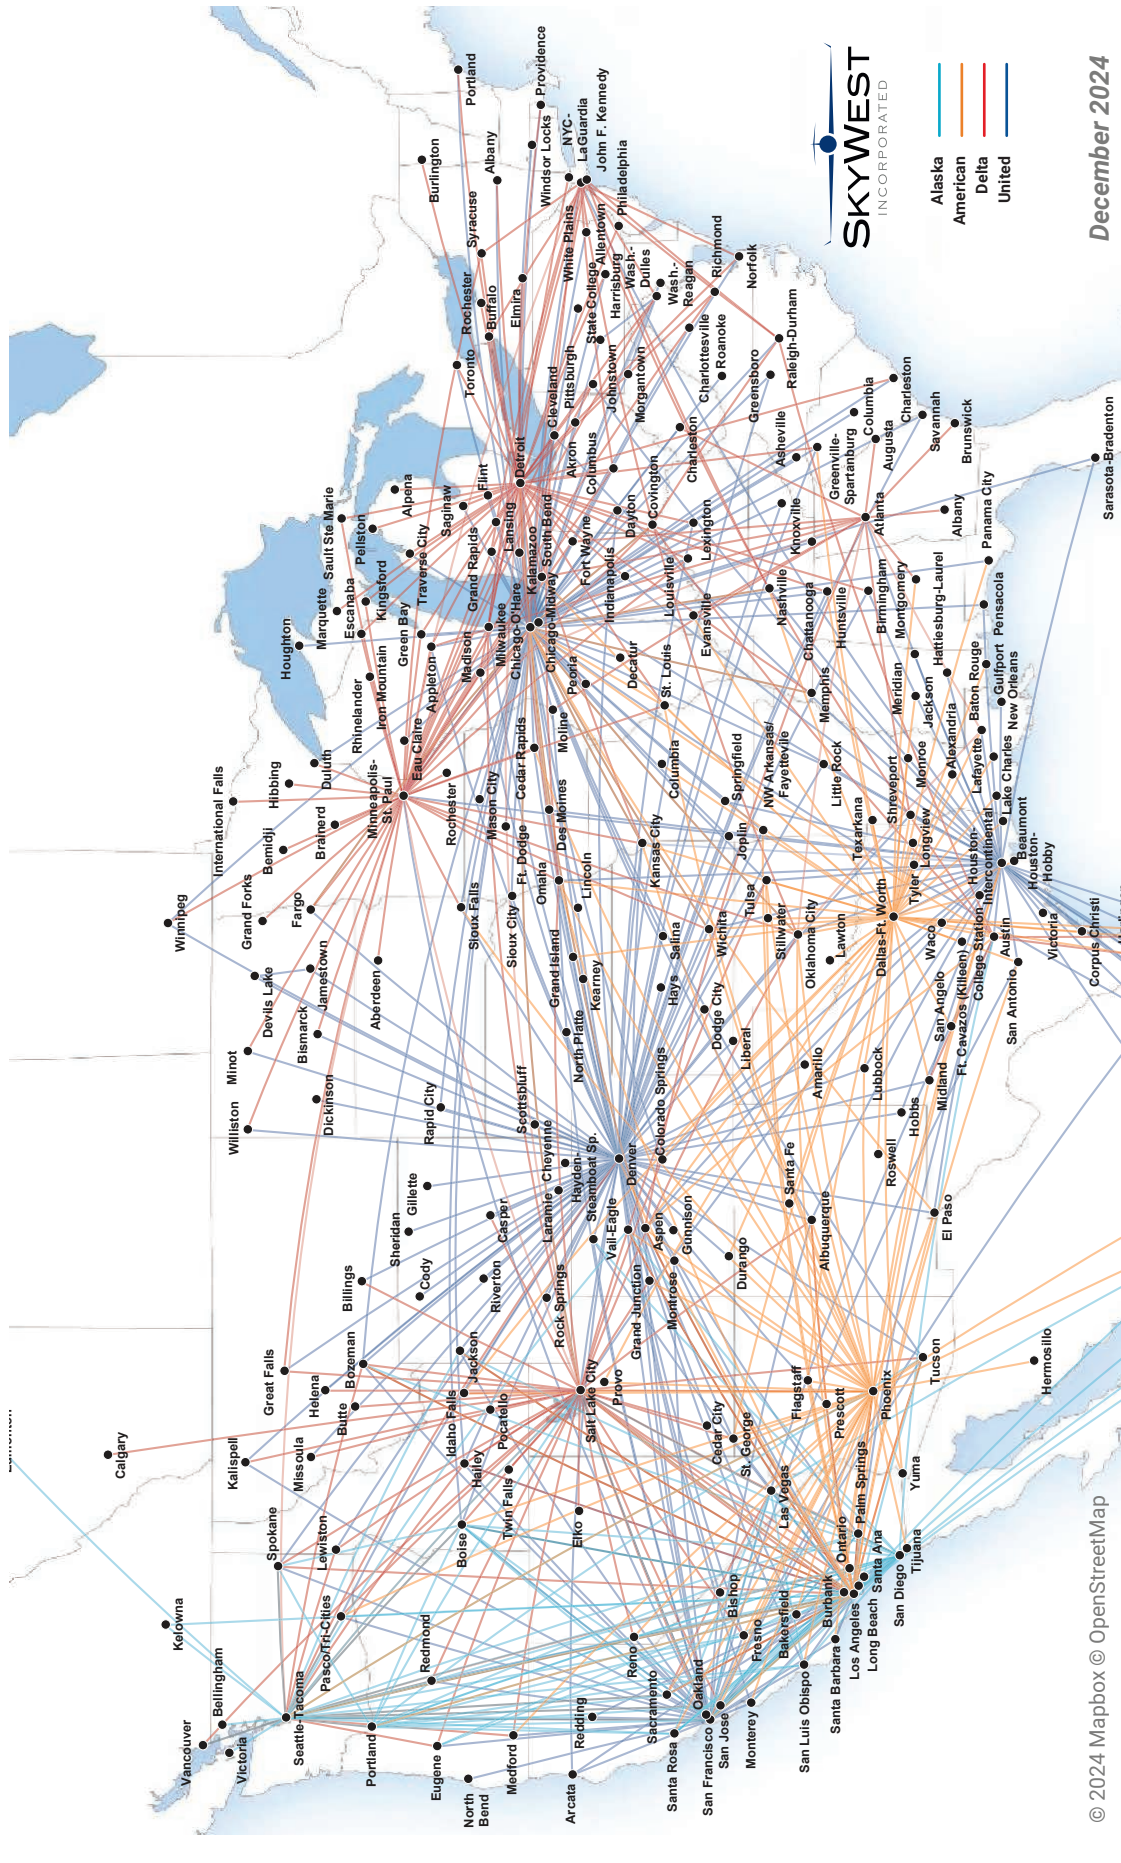 Vancouver
Bellingham
Victoria
Kelowna
Calgary
Seattle-Tacoma
Spokane
Kalispell
Great Falls
Pasco/Tri-Cities
Lewiston
Missoula
Helena
Butte
Bozeman
Billings
Portland
Redmond
Eugene
North
Bend
Medford
Boise
Hailey
Idaho Falls
Jackson
Pocatello
Twin Falls
Cody
Sheridan
Gillette
Riverton
Casper
Rock Springs
Laramie
Cheyenne
Scottsbluff
Rapid City
Williston
Minot
Dickinson
Bismarck
Devils Lake
Jamestown
Aberdeen
Winnipeg
Grand Forks
Fargo
Bemidji
Brainerd
International Falls
Hibbing
Duluth
Minneapolis-
St. Paul
Eau Claire
Rochester
Mason City
Ft. Dodge
Sioux Falls
Sioux City
Omaha
Lincoln
Grand Island
Kearney
North Platte
Des Moines
Cedar Rapids
Moline
Peoria
Decatur
Houghton
Marquette
Escanaba
Kingsford
Iron Mountain
Rhinelander
Green Bay
Appleton
Madison
Milwaukee
Chicago-O'Hare
Chicago-Midway
Sault Ste Marie
Pellston
Alpena
Traverse City
Saginaw
Flint
Grand Rapids
Lansing
Kalamazoo
South Bend
Detroit
Fort Wayne
Indianapolis
Toronto
Rochester
Buffalo
Syracuse
Elmira
Burlington
Albany
Portland
Providence
Windsor Locks
NYC-
LaGuardia
John F. Kennedy
White Plains
Allentown
Philadelphia
State College
Harrisburg
Wash.-
Dulles
Wash.-
Reagan
Cleveland
Akron
Pittsburgh
Johnstown
Morgantown
Columbus
Dayton
Covington
Charleston
Charlottesville
Roanoke
Richmond
Norfolk
Raleigh-Durham
Greensboro
Lexington
Louisville
Evansville
Nashville
Knoxville
Chattanooga
Asheville
Greenville-
Spartanburg
Columbia
Charleston
Augusta
Savannah
Brunswick
Atlanta
Albany
Huntsville
Birmingham
Montgomery
Panama City
Pensacola
Sarasota-Bradenton
Hattiesburg-Laurel
Meridian
Jackson
Gulfport
New Orleans
Baton Rouge
Lafayette
Lake Charles
Alexandria
Monroe
Shreveport
Memphis
Little Rock
St. Louis
Columbia
Springfield
NW Arkansas/
Fayetteville
Joplin
Kansas City
Tulsa
Stillwater
Wichita
Salina
Hays
Dodge City
Liberal
Oklahoma City
Lawton
Texarkana
Longview
Tyler
Dallas-Ft. Worth
Waco
Ft. Cavazos (Killeen)
College Station
Austin
San Antonio
San Angelo
Houston-
Intercontinental
Beaumont
Houston-
Hobby
Victoria
Corpus Christi
Amarillo
Lubbock
Midland
Hobbs
Roswell
El Paso
Santa Fe
Albuquerque
Denver
Colorado Springs
Hayden-
Steamboat Sp.
Vail-Eagle
Aspen
Gunnison
Montrose
Grand Junction
Durango
Salt Lake City
Provo
Elko
Cedar City
St. George
Las Vegas
Flagstaff
Prescott
Phoenix
Tucson
Yuma
Hermosillo
Reno
Redding
Arcata
Sacramento
Santa Rosa
Oakland
San Francisco
San Jose
Monterey
Fresno
Bishop
Bakersfield
San Luis Obispo
Santa Barbara
Burbank
Los Angeles
Long Beach
Santa Ana
Ontario
Palm Springs
San Diego
Tijuana
SKYWEST
INCORPORATED
Alaska
American
Delta
United
© 2024 Mapbox © OpenStreetMap
December 2024